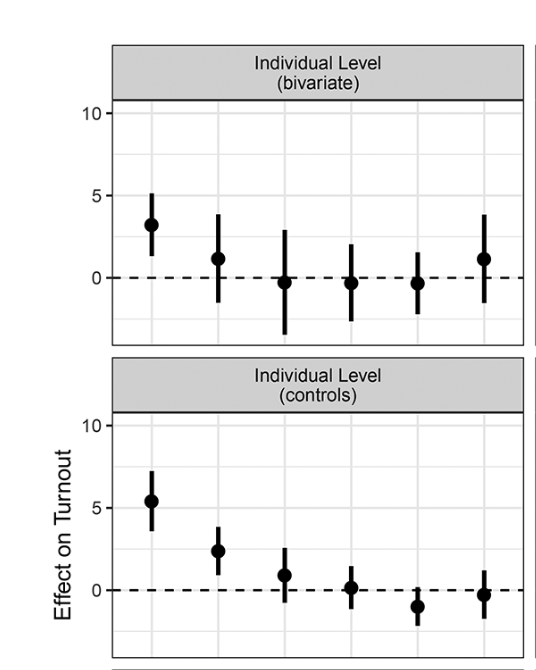 Individual Level
(bivariate)
10
5
0
Individual Level
(controls)
10
5
0
Effect on Turnout